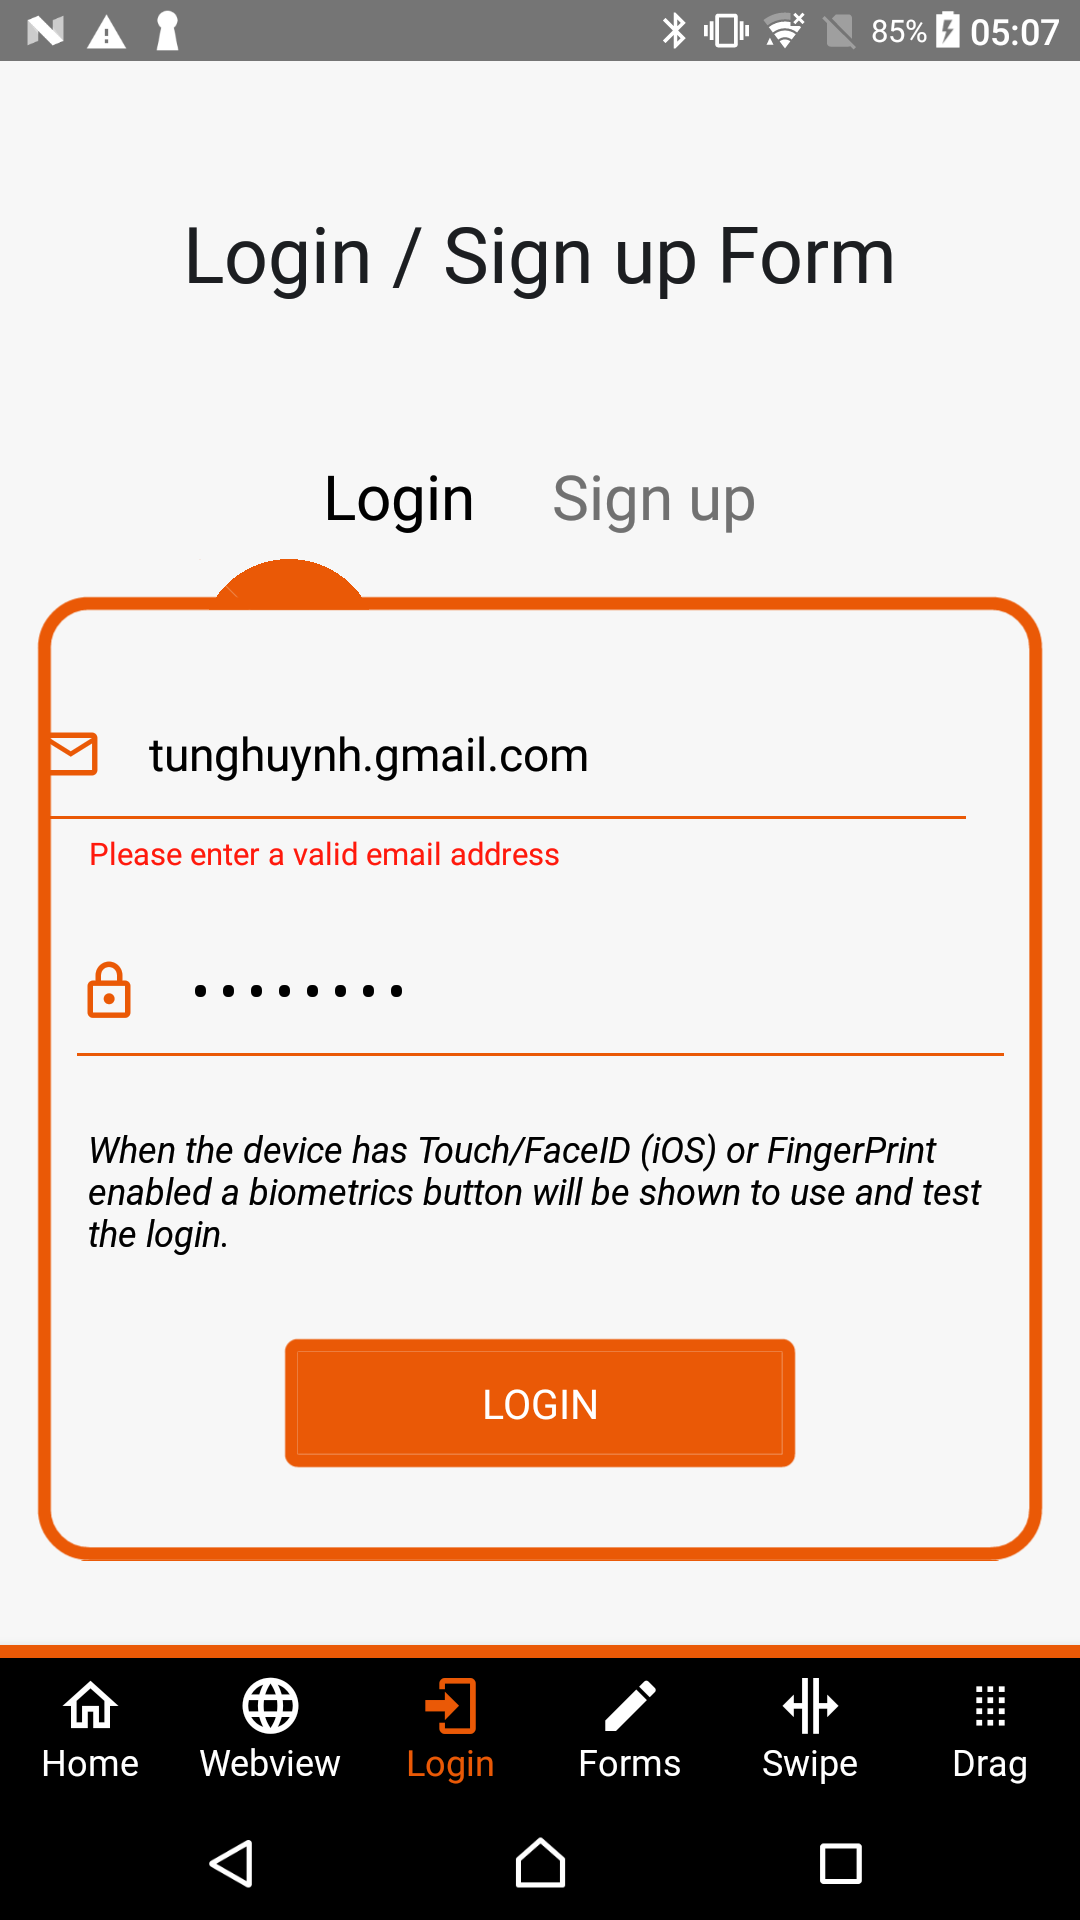 85% 05:07
Login / Sign up Form
Login Sign up
tunghuynh.gmail.com
Please enter a valid email address
••••••••
When the device has Touch/FaceID (iOS) or FingerPrint
enabled a biometrics button will be shown to use and test
the login.
LOGIN
Home Webview Login Forms Swipe Drag